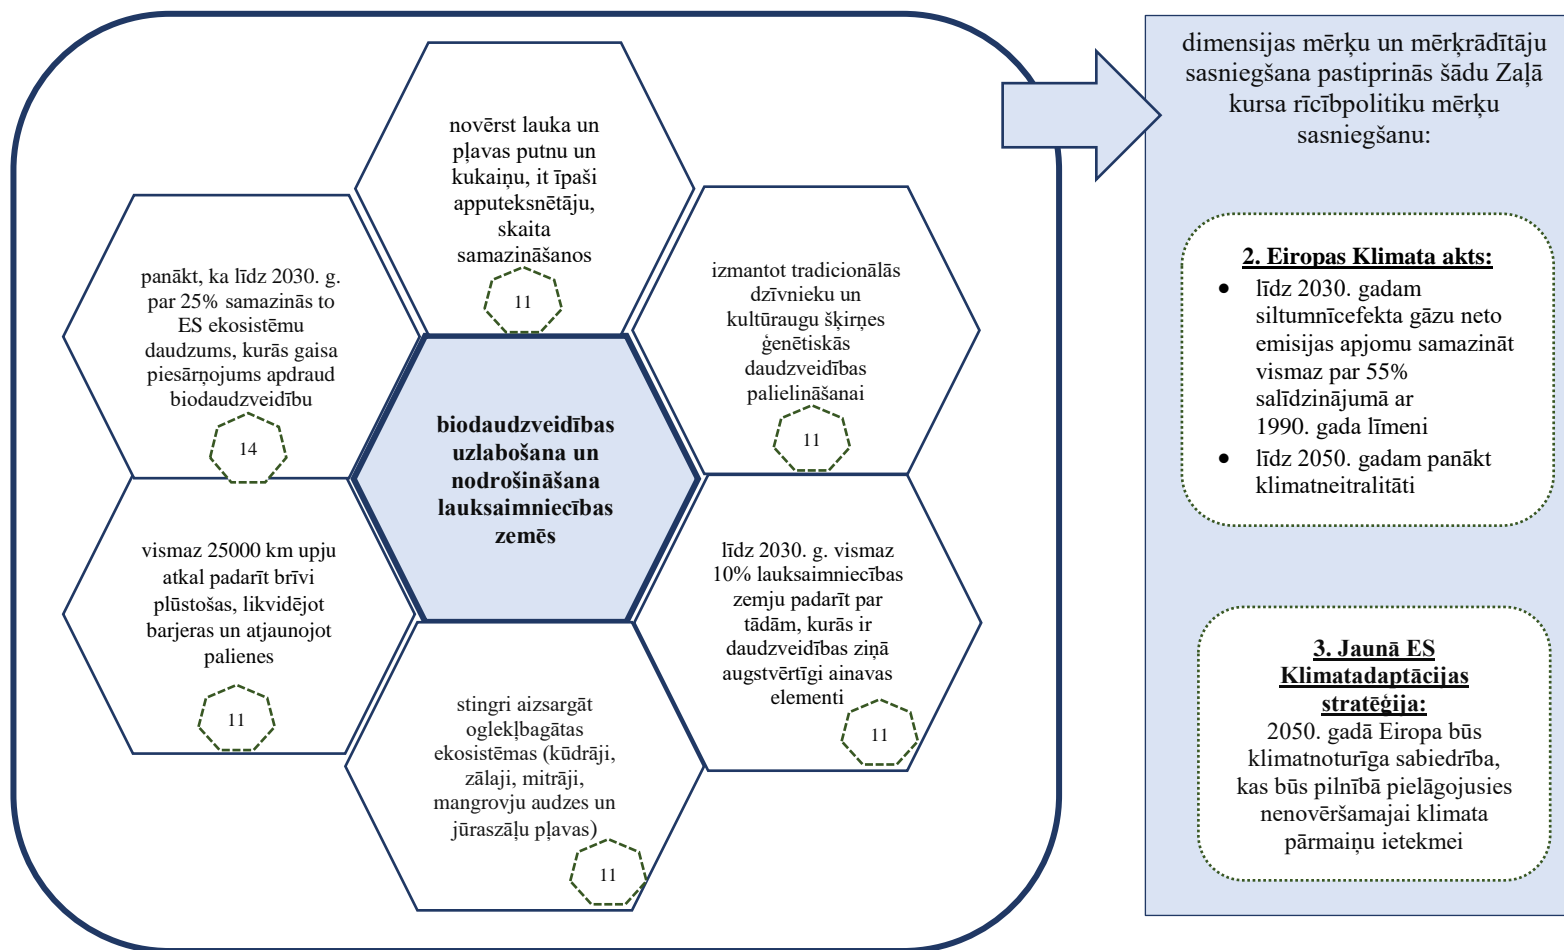 novērst lauka un
pļavas putnu un
kukaiņu, it īpaši
apputeksnētāju,
skaita
samazināšanos
11
panākt, ka līdz 2030. g.
par 25% samazinās to
ES ekosistēmu
daudzums, kurās gaisa
piesārņojums apdraud
biodaudzveidību
14
izmantot tradicionālās
dzīvnieku un
kultūraugu šķirņes
ģenētiskās
daudzveidības
palielināšanai
11
biodaudzveidības
uzlabošana un
nodrošināšana
lauksaimniecības
zemēs
vismaz 25000 km upju
atkal padarīt brīvi
plūstošas, likvidējot
barjeras un atjaunojot
palienes
11
līdz 2030. g. vismaz
10% lauksaimniecības
zemju padarīt par
tādām, kurās ir
daudzveidības ziņā
augstvērtīgi ainavas
elementi
11
stingri aizsargāt
oglekļbagātas
ekosistēmas (kūdrāji,
zālaji, mitrāji,
mangrovju audzes un
jūraszāļu pļavas)
11
dimensijas mērķu un mērķrādītāju
sasniegšana pastiprinās šādu Zaļā
kursa rīcībpolitiku mērķu
sasniegšanu:
2. Eiropas Klimata akts:
• līdz 2030. gadam
siltumnīcefekta gāzu neto
emisijas apjomu samazināt
vismaz par 55%
salīdzinājumā ar
1990. gada līmeni
• līdz 2050. gadam panākt
klimatneitralitāti
3. Jaunā ES
Klimatadaptācijas
stratēģija:
2050. gadā Eiropa būs
klimatnoturīga sabiedrība,
kas būs pilnībā pielāgojusies
nenovēršamajai klimata
pārmaiņu ietekmei